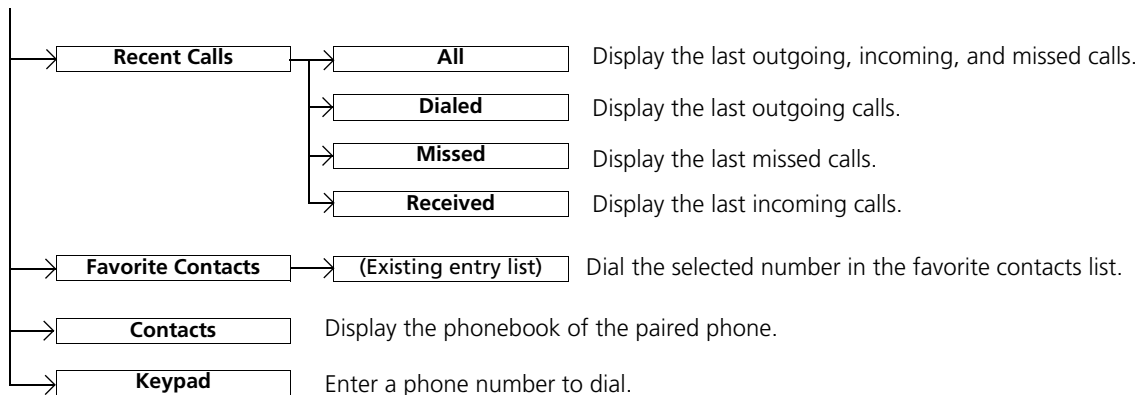 Recent Calls All Display the last outgoing, incoming, and missed calls.
Dialed Display the last outgoing calls.
Missed Display the last missed calls.
Received Display the last incoming calls.
Favorite Contacts (Existing entry list) Dial the selected number in the favorite contacts list.
Contacts Display the phonebook of the paired phone.
Keypad Enter a phone number to dial.